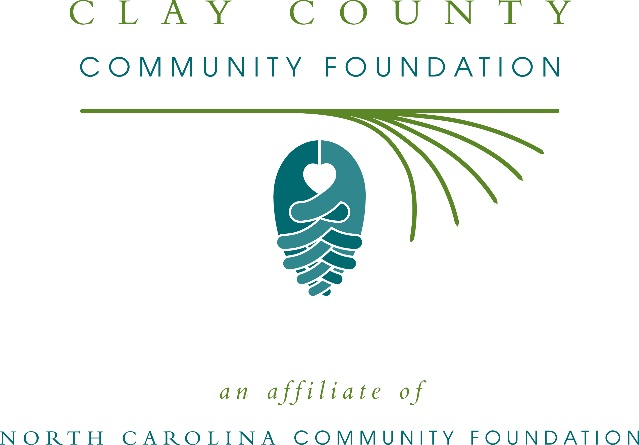 CLAY COUNTY
COMMUNITY FOUNDATION
an affiliate of
NORTH CAROLINA COMMUNITY FOUNDATION